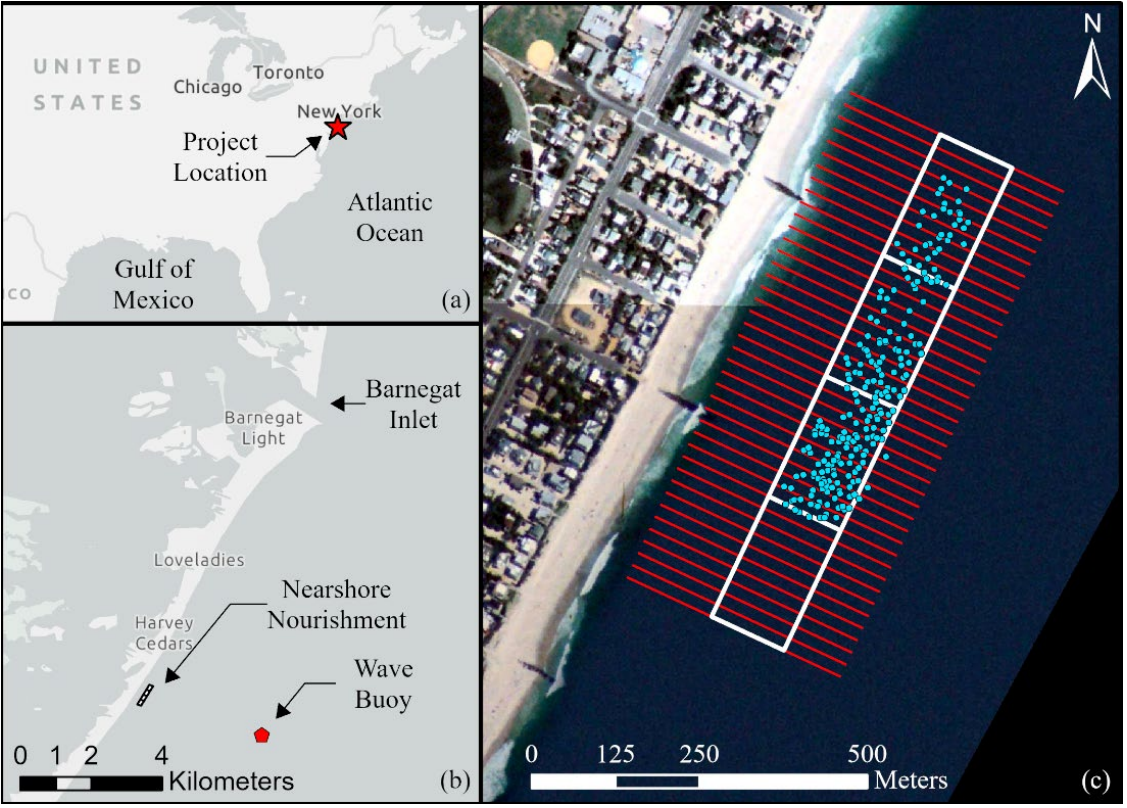 UNITED
STATES
Toronto
Chicago
New York
Project
Location
Atlantic
Ocean
Gulf of
Mexico
ico
(a)
Barnegat
Inlet
Barnegat
Light
Loveladies
Nearshore
Nourishment
Harvey
Cedars
Wave
Buoy
0 1 2 4
Kilometers
(b)
N
0 125 250 500
Meters
(c)